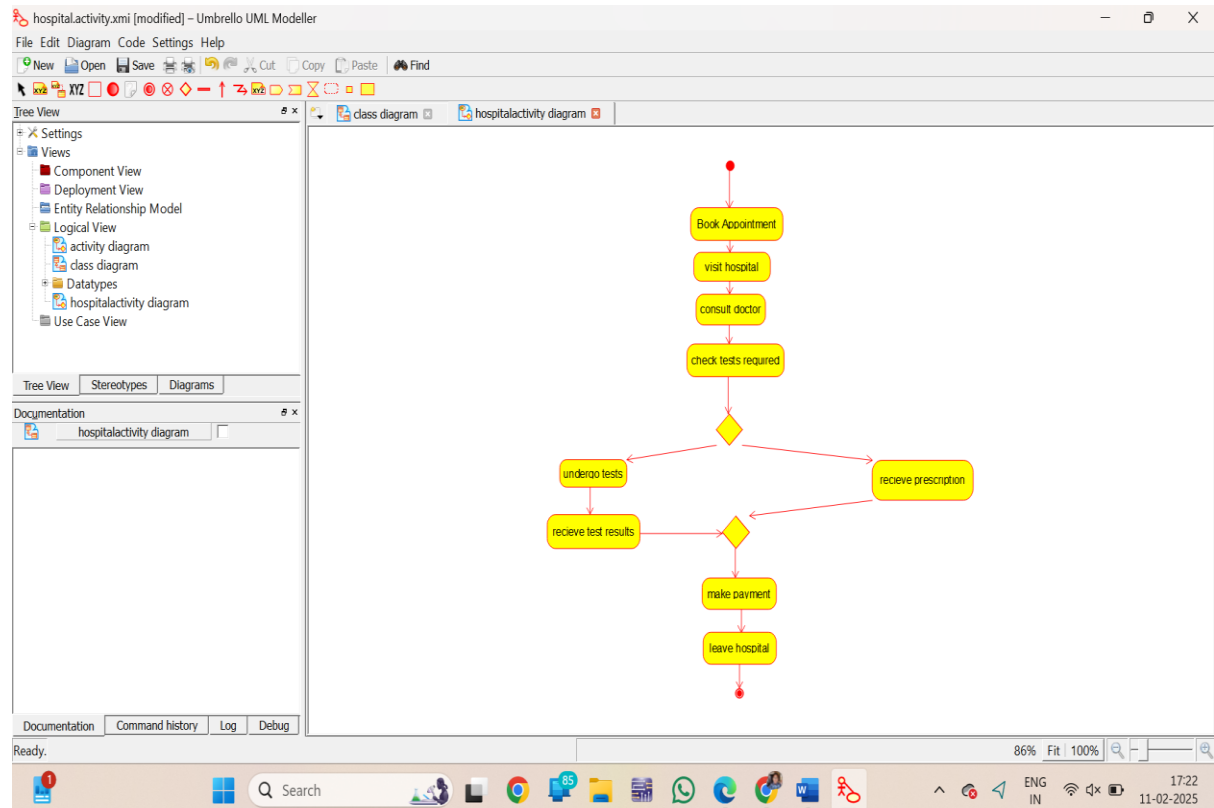 hospital.activity.xmi [modified] – Umbrello UML Modeller
File Edit Diagram Code Settings Help
New Open Save Cut Copy Paste Find
XYZ XYZ XYZ
Tree View
class diagram hospitalactivity diagram
Settings
Views
Component View
Deployment View
Entity Relationship Model
Logical View
activity diagram
class diagram
Datatypes
hospitalactivity diagram
Use Case View
Tree View Stereotypes Diagrams
Documentation
hospitalactivity diagram
Book Appointment
visit hospital
consult doctor
check tests required
undergo tests
recieve prescription
recieve test results
make payment
leave hospital
Documentation Command history Log Debug
Ready.
86% Fit 100%
1
Search
85
ENG
IN
17:22
11-02-2025